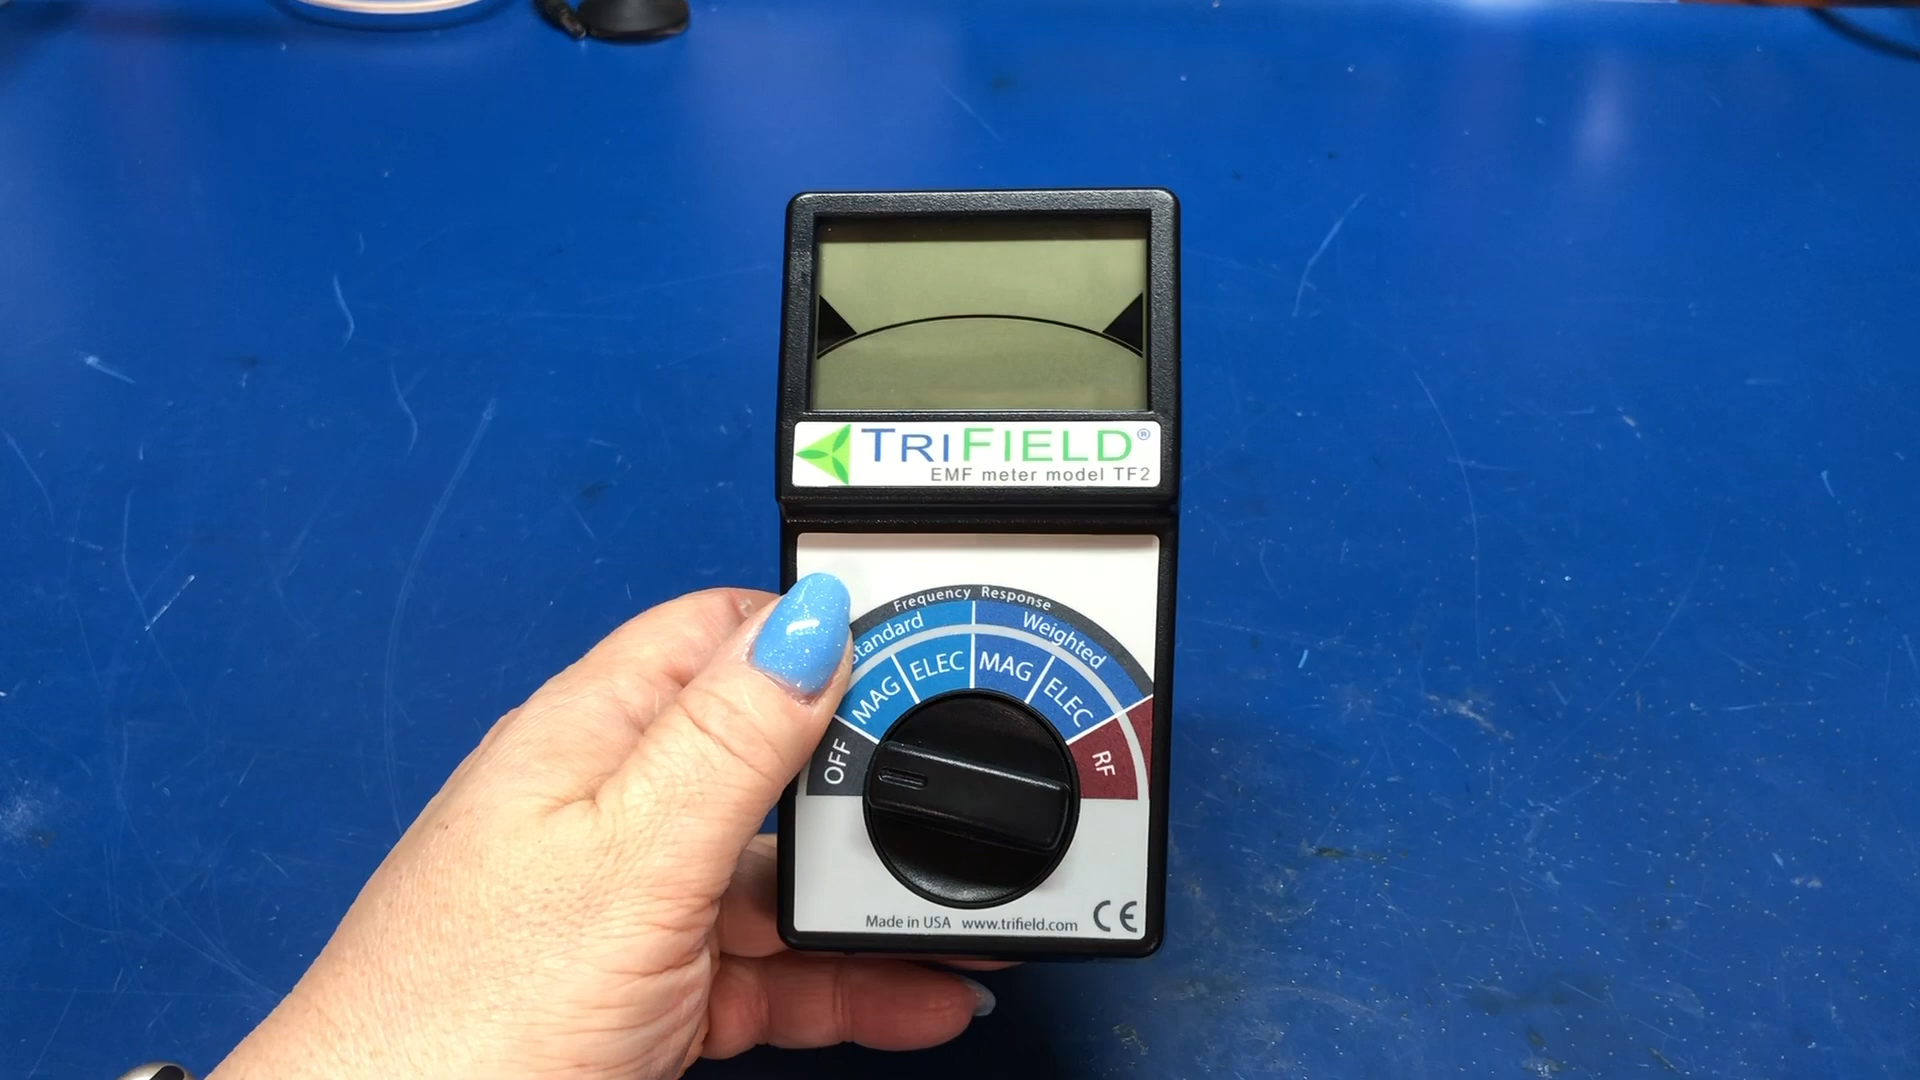 TRIFIELD®
EMF meter model TF2
Frequency Response
Standard Weighted
MAG ELEC MAG ELEC
OFF RF
Made in USA www.trifield.com CE